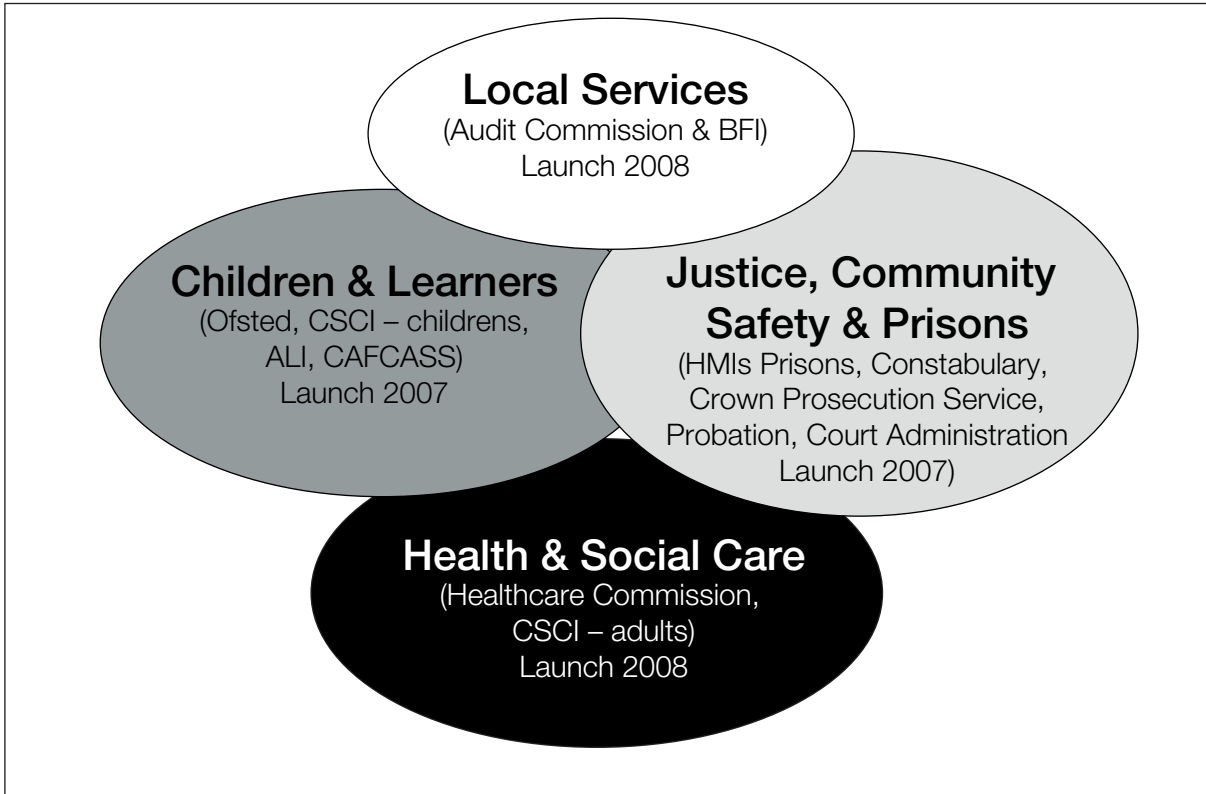 Local Services
(Audit Commission & BFI)
Launch 2008
Children & Learners
(Ofsted, CSCI – childrens,
ALI, CAFCASS)
Launch 2007
Justice, Community
Safety & Prisons
(HMIs Prisons, Constabulary,
Crown Prosecution Service,
Probation, Court Administration
Launch 2007)
Health & Social Care
(Healthcare Commission,
CSCI – adults)
Launch 2008